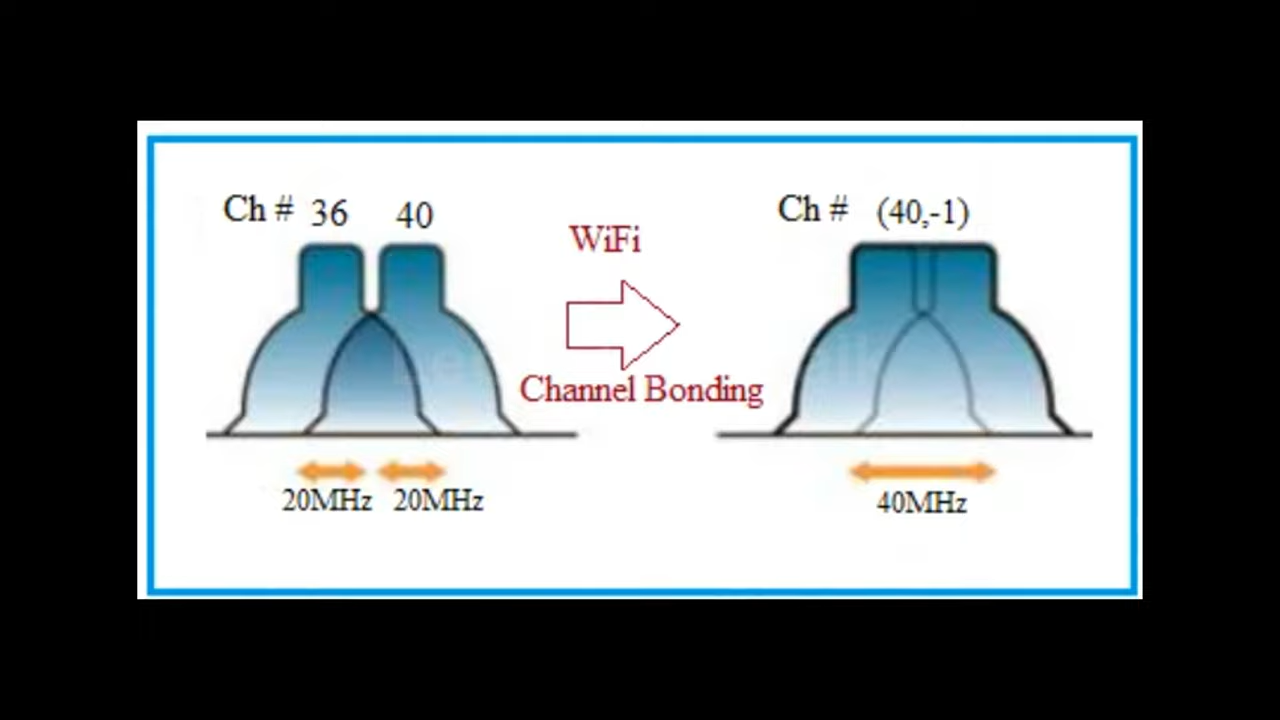 Ch # 36 40
Ch # (40,-1)
WiFi
Channel Bonding
20MHz 20MHz
40MHz